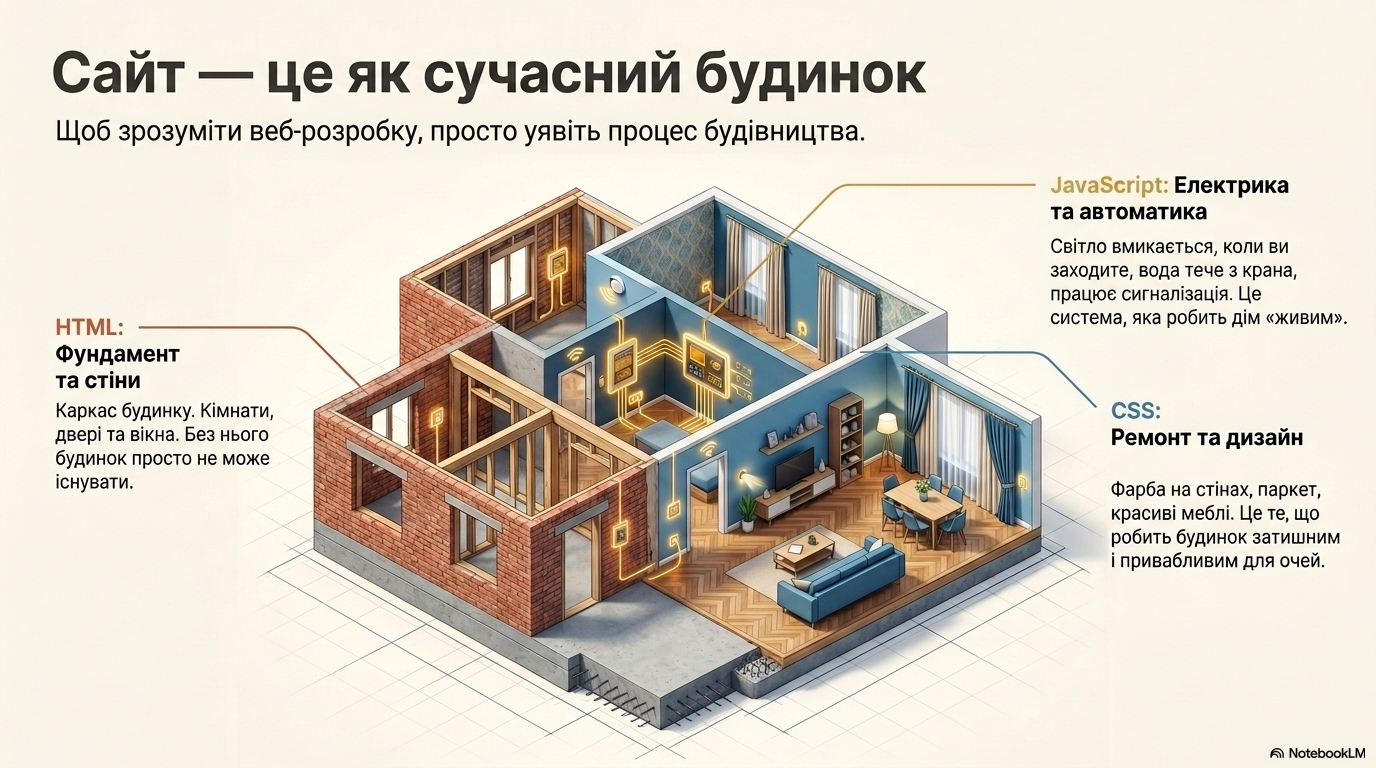 Сайт — це як сучасний будинок
Щоб зрозуміти веб-розробку, просто уявіть процес будівництва.
JavaScript: Електрика
та автоматика
Світло вмикається, коли ви
заходите, вода тече з крана,
працює сигналізація. Це
система, яка робить дім «живим».
HTML:
Фундамент
та стіни
Каркас будинку. Кімнати,
двері та вікна. Без нього
будинок просто не може
існувати.
CSS:
Ремонт та дизайн
Фарба на стінах, паркет,
красиві меблі. Це те, що
робить будинок затишним
і привабливим для очей.
NotebookLM